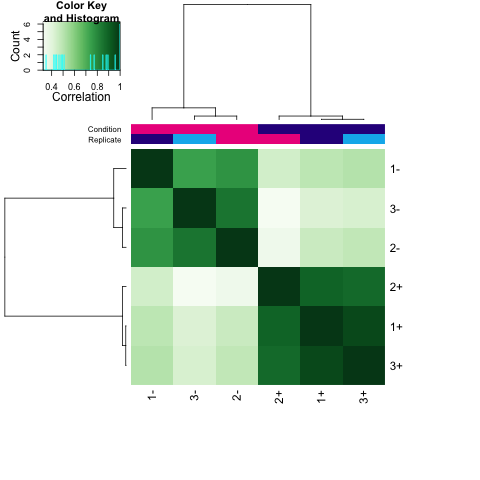 Color Key
and Histogram
Count
0 2 4 6
0.4 0.6 0.8 1
Correlation
Condition
Replicate
1-
3-
2-
2+
1+
3+
1- 3- 2- 2+ 1+ 3+